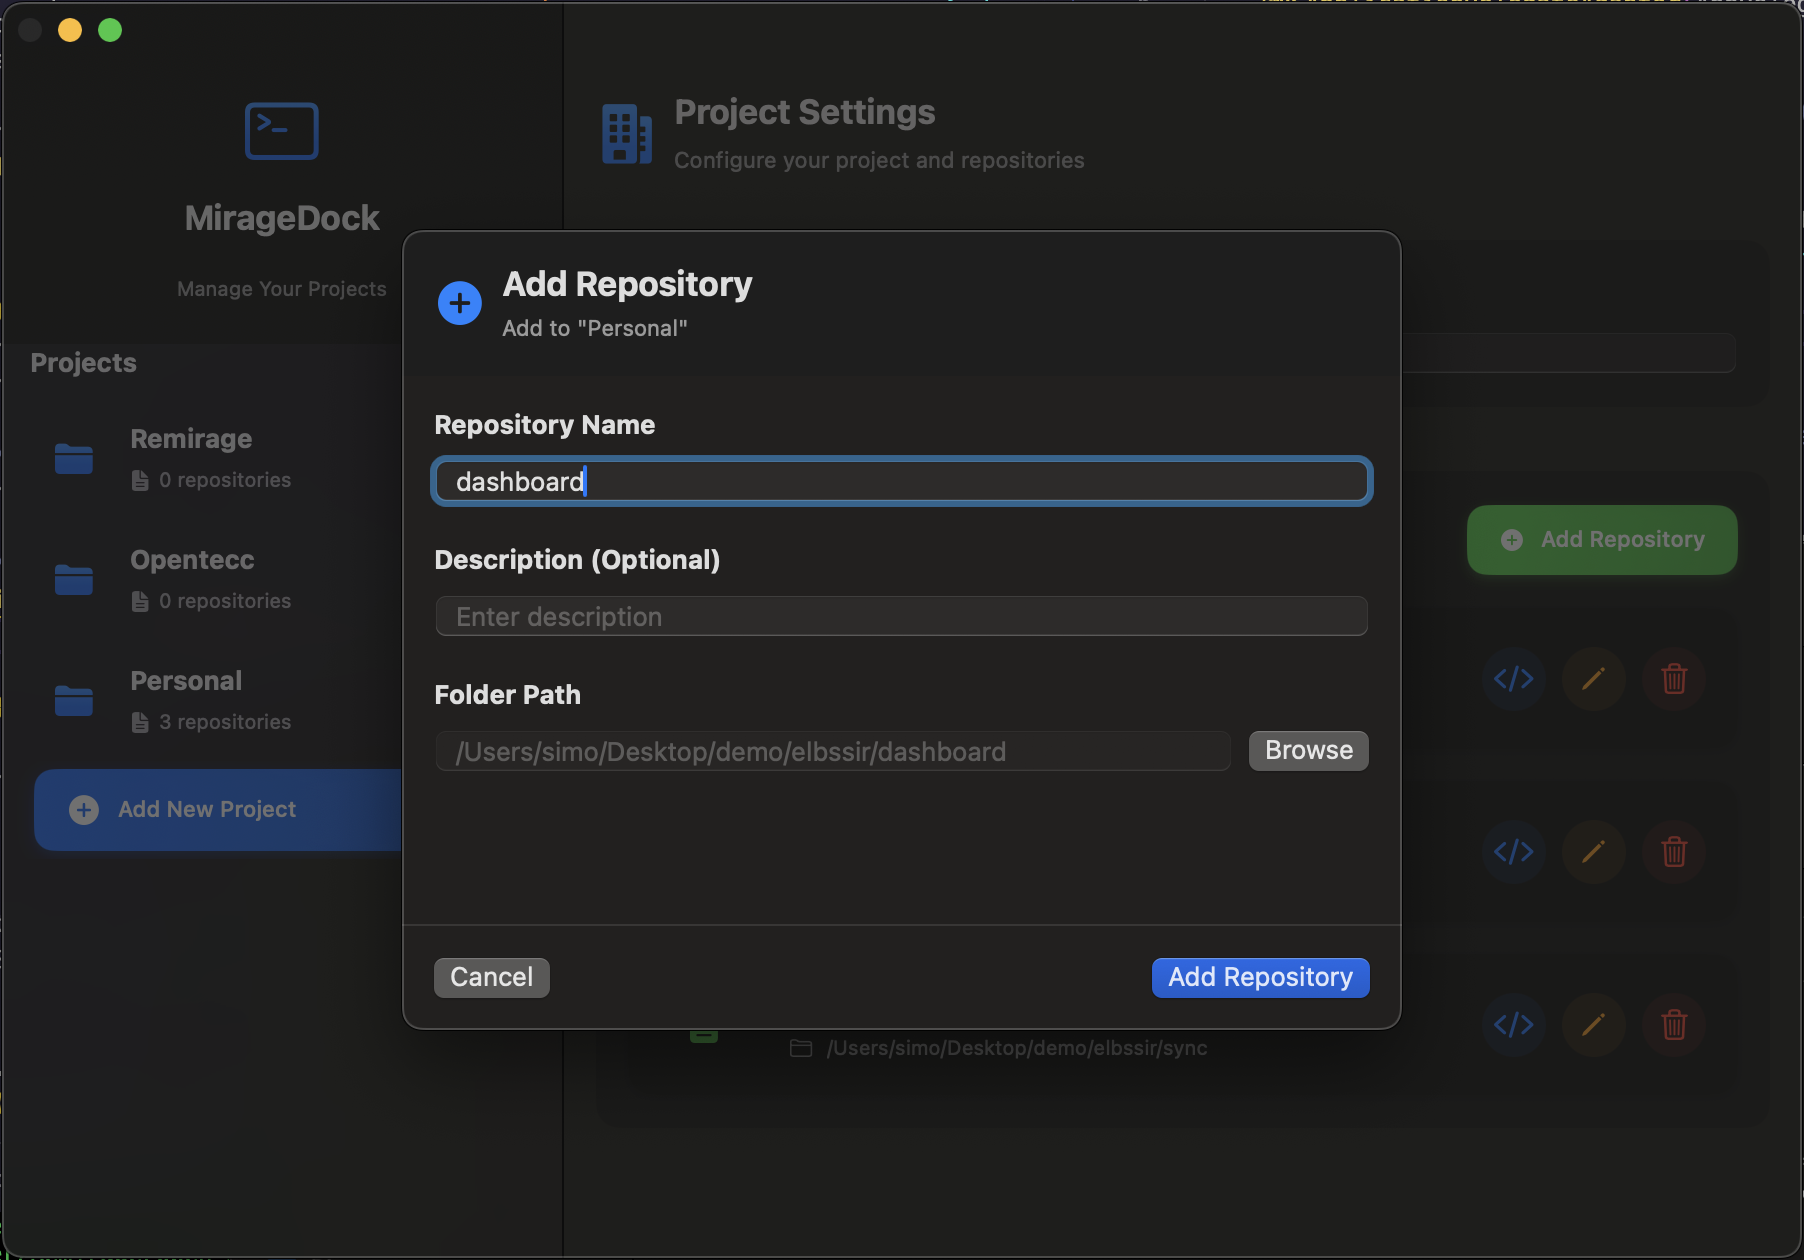 MirageDock
Manage Your Projects
Projects
Remirage
0 repositories
Opentecc
0 repositories
Personal
3 repositories
Add New Project
Project Settings
Configure your project and repositories
Add Repository
Add to "Personal"
Repository Name
dashboard
Description (Optional)
Enter description
Folder Path
/Users/simo/Desktop/demo/elbssir/dashboard
Browse
Cancel
Add Repository
Add Repository
/Users/simo/Desktop/demo/elbssir/sync